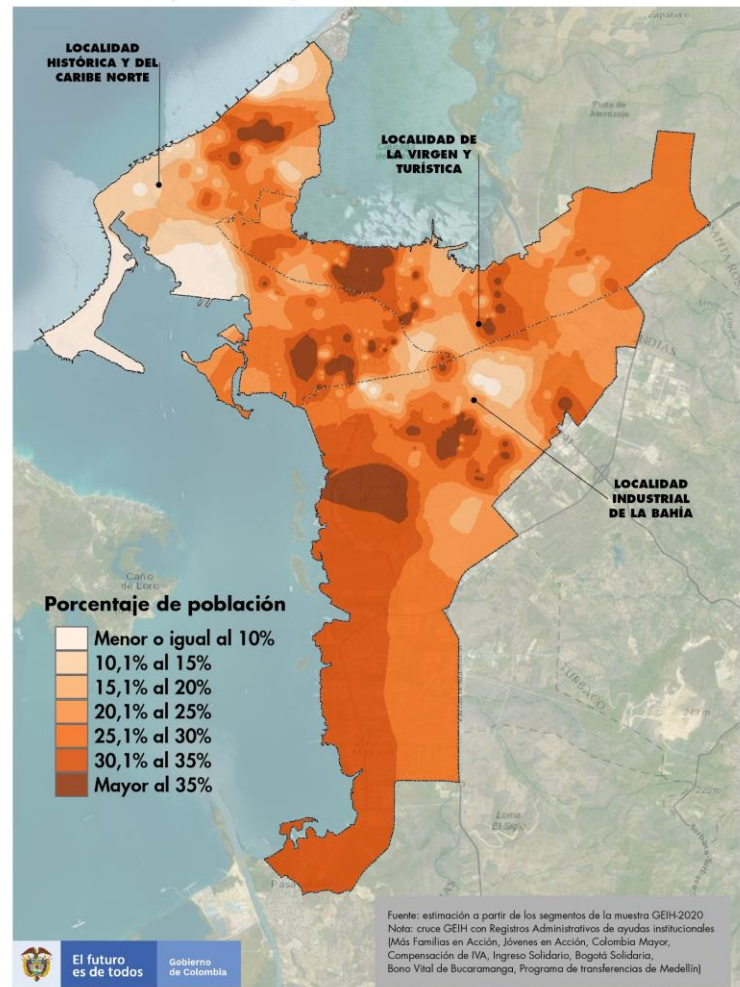 LOCALIDAD
HISTÓRICA Y DEL
CARIBE NORTE
LOCALIDAD DE
LA VIRGEN Y
TURÍSTICA
LOCALIDAD
INDUSTRIAL
DE LA BAHÍA
Caño
de Loro
TURBACO
Loma
El Siglo
Porcentaje de población
Menor o igual al 10%
10,1% al 15%
15,1% al 20%
20,1% al 25%
25,1% al 30%
30,1% al 35%
Mayor al 35%
Fuente: estimación a partir de los segmentos de la muestra GEIH-2020
Nota: cruce GEIH con Registros Administrativos de ayudas institucionales
(Más Familias en Acción, Jóvenes en Acción, Colombia Mayor,
Compensación de IVA, Ingreso Solidario, Bogotá Solidaria,
Bono Vital de Bucaramanga, Programa de transferencias de Medellín)
El futuro
es de todos
Gobierno
de Colombia